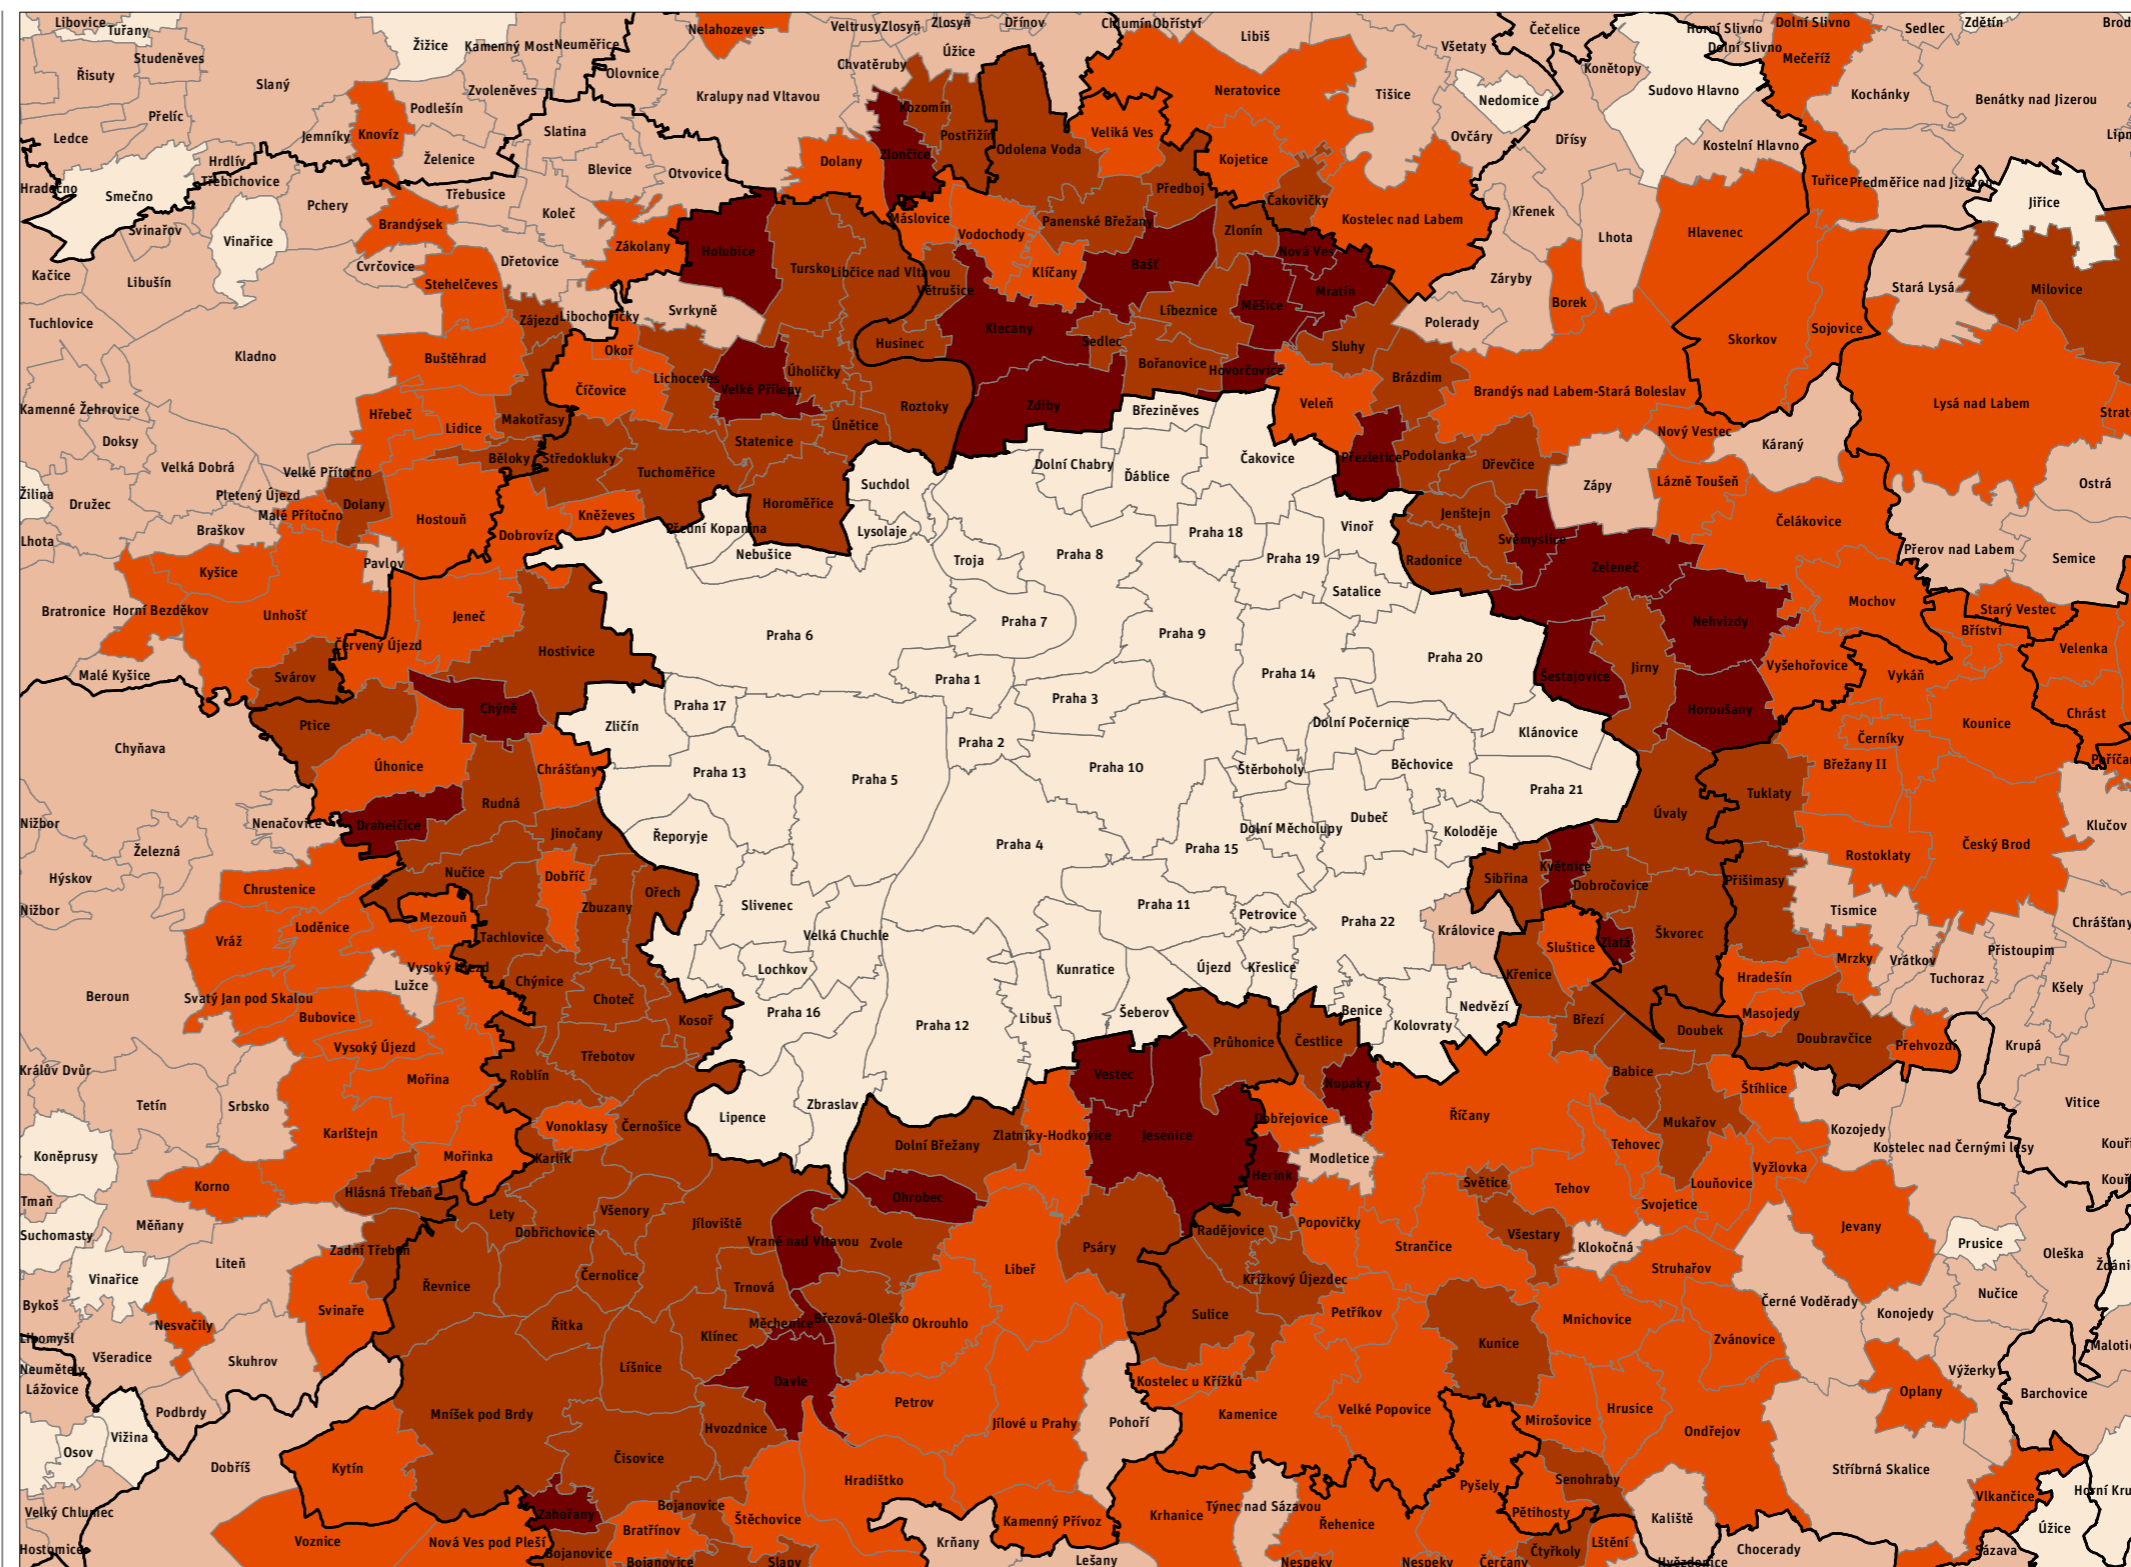 Libovice
Tuřany
Studeněves
Řisuty
Slaný
Přelíc
Ledce
Jemníky
Knovíz
Hrdlív
Třebichovice
Hradečno
Smečno
Svinařov
Vinařice
Pchery
Kačice
Libušín
Tuchlovice
Kladno
Kamenné Žehrovice
Doksy
Velká Dobrá
Velké Přítočno
Pletený Újezd
Malé Přítočno
Žilina
Družec
Braškov
Lhota
Bratronice
Horní Bezděkov
Kyšice
Unhošť
Malé Kyšice
Svárov
Žižice
Kamenný Most
Neuměřice
Olovnice
Zvoleněves
Podlešín
Želenice
Slatina
Blevice
Otvovice
Třebusice
Koleč
Brandýsek
Cvrčovice
Stehelčeves
Dřetovice
Zákolany
Libochovičky
Zájezd
Svrkyně
Buštěhrad
Hřebeč
Lidice
Makotřasy
Běloky
Středokluky
Dolany
Hostouň
Dobrovíz
Kněževes
Pavlov
Jeneč
Červený Újezd
Hostivice
Nelahozeves
Veltrusy
Zlosyň
Zlosyň
Dřínov
Chlumín
Obříství
Libiš
Úžice
Chvatěruby
Kralupy nad Vltavou
Kozomín
Postřižín
Odolena Voda
Zlončice
Dolany
Veliká Ves
Neratovice
Kojetice
Předboj
Čakovičky
Máslovice
Vodochody
Panenské Břežany
Zlonín
Kostelec nad Labem
Holubice
Tursko
Libčice nad Vltavou
Větrušice
Klíčany
Bašť
Nová Ves
Mratín
Měšice
Líbeznice
Klecany
Husinec
Sedlec
Bořanovice
Hovorčovice
Sluhy
Brázdim
Okoř
Číčovice
Lichoceves
Velké Přílepy
Úholičky
Roztoky
Zdiby
Březiněves
Veleň
Statenice
Únětice
Tuchoměřice
Horoměřice
Suchdol
Lysolaje
Přední Kopanina
Nebušice
Dolní Chabry
Ďáblice
Čakovice
Přezletice
Podolanka
Dřevčice
Troja
Praha 8
Praha 18
Praha 19
Vinoř
Satalice
Jenštejn
Radonice
Svémyslice
Zeleneč
Praha 6
Praha 7
Praha 9
Praha 14
Praha 20
Praha 1
Praha 3
Praha 2
Praha 10
Praha 17
Zličín
Praha 13
Praha 5
Praha 4
Štěrboholy
Dolní Počernice
Běchovice
Klánovice
Praha 21
Dubeč
Koloděje
Dolní Měcholupy
Praha 15
Řeporyje
Slivenec
Velká Chuchle
Lochkov
Praha 16
Praha 12
Praha 11
Petrovice
Praha 22
Kunratice
Újezd
Křeslice
Šeberov
Libuš
Benice
Kolovraty
Nedvězí
Královice
Lipence
Zbraslav
Čečelice
Všetaty
Horní Slivno
Dolní Slivno
Dolní Slivno
Mečeříž
Sedlec
Zdětín
Brod
Konětopy
Sudovo Hlavno
Kochánky
Benátky nad Jizerou
Tišice
Nedomice
Ovčáry
Dřísy
Kostelní Hlavno
Tuřice
Předměřice nad Jizerou
Jiřice
Křenek
Lhota
Hlavenec
Záryby
Borek
Stará Lysá
Milovice
Polerady
Skorkov
Sojovice
Brandýs nad Labem-Stará Boleslav
Lysá nad Labem
Nový Vestec
Káraný
Zápy
Lázně Toušeň
Čelákovice
Ostrá
Přerov nad Labem
Semice
Mochov
Starý Vestec
Bříství
Velenka
Nehvizdy
Vyšehořovice
Vykáň
Šestajovice
Jirny
Horoušany
Kounice
Chrást
Černíky
Břežany II
Tuklaty
Úvaly
Rostoklaty
Český Brod
Klučov
Květnice
Sibřina
Dobročovice
Přišimasy
Tismice
Chrášťany
Sluštice
Zlatá
Škvorec
Přistoupim
Mrzky
Vrátkov
Tuchoraz
Kšely
Křenice
Hradešín
Masojedy
Březí
Doubek
Doubravčice
Přehvozdí
Krupá
Babice
Štíhlice
Vitice
Mukařov
Kozojedy
Kostelec nad Černými lesy
Tehovec
Vyžlovka
Louňovice
Svojetice
Jevany
Prusice
Oleška
Nučice
Konojedy
Černé Voděrady
Struhařov
Zvánovice
Výžerky
Oplany
Barchovice
Stříbrná Skalice
Vlkančice
Úžice
Sázava
Chyňava
Ptice
Chýně
Úhonice
Chrášťany
Rudná
Drahelčice
Jinočany
Nenačovice
Nižbor
Železná
Hýskov
Nižbor
Nučice
Dobříč
Zbuzany
Ořech
Chrustenice
Mezouň
Loděnice
Vráž
Tachlovice
Vysoký Újezd
Lužce
Chýnice
Choteč
Kosoř
Beroun
Svatý Jan pod Skalou
Bubovice
Vysoký Újezd
Třebotov
Roblín
Mořina
Králův Dvůr
Tetín
Srbsko
Karlštejn
Vonoklasy
Černošice
Mořinka
Karlík
Koněprusy
Korno
Hlásná Třebaň
Tmaň
Suchomasty
Měňany
Lety
Dobřichovice
Všenory
Jíloviště
Vinařice
Liteň
Zadní Třebaň
Řevnice
Černolice
Trnová
Bykoš
Nesvačily
Svinaře
Řitka
Klínec
Měchenice
Březová-Oleško
Libomyšl
Všeradice
Skuhrov
Neumětely
Lážovice
Líšnice
Davle
Podbrdy
Mníšek pod Brdy
Hvozdnice
Vižina
Osov
Dobříš
Kytín
Čisovice
Velký Chlumec
Zahořany
Bojanovice
Bratřínov
Štěchovice
Voznice
Nová Ves pod Pleší
Bojanovice
Bojanovice
Slapy
Hostomice
Vestec
Průhonice
Čestlice
Nupaky
Jesenice
Dobřejovice
Modletice
Herink
Říčany
Dolní Břežany
Zlatníky-Hodkovice
Ohrobec
Vrané nad Vltavou
Zvole
Libeř
Psáry
Radějovice
Popovičky
Křížkový Újezdec
Sulice
Petříkov
Strančice
Světice
Všestary
Tehov
Klokočná
Mnichovice
Kunice
Okrouhlo
Petrov
Jílové u Prahy
Pohoří
Kostelec u Křížků
Kamenice
Velké Popovice
Mirošovice
Hrusice
Ondřejov
Hradištko
Senohraby
Pyšely
Pětihosty
Kaliště
Krňany
Kamenný Přívoz
Krhanice
Týnec nad Sázavou
Řehenice
Lešany
Nespeky
Nespeky
Čerčany
Čtyřkoly
Lštění
Hvězdonice
Chocerady